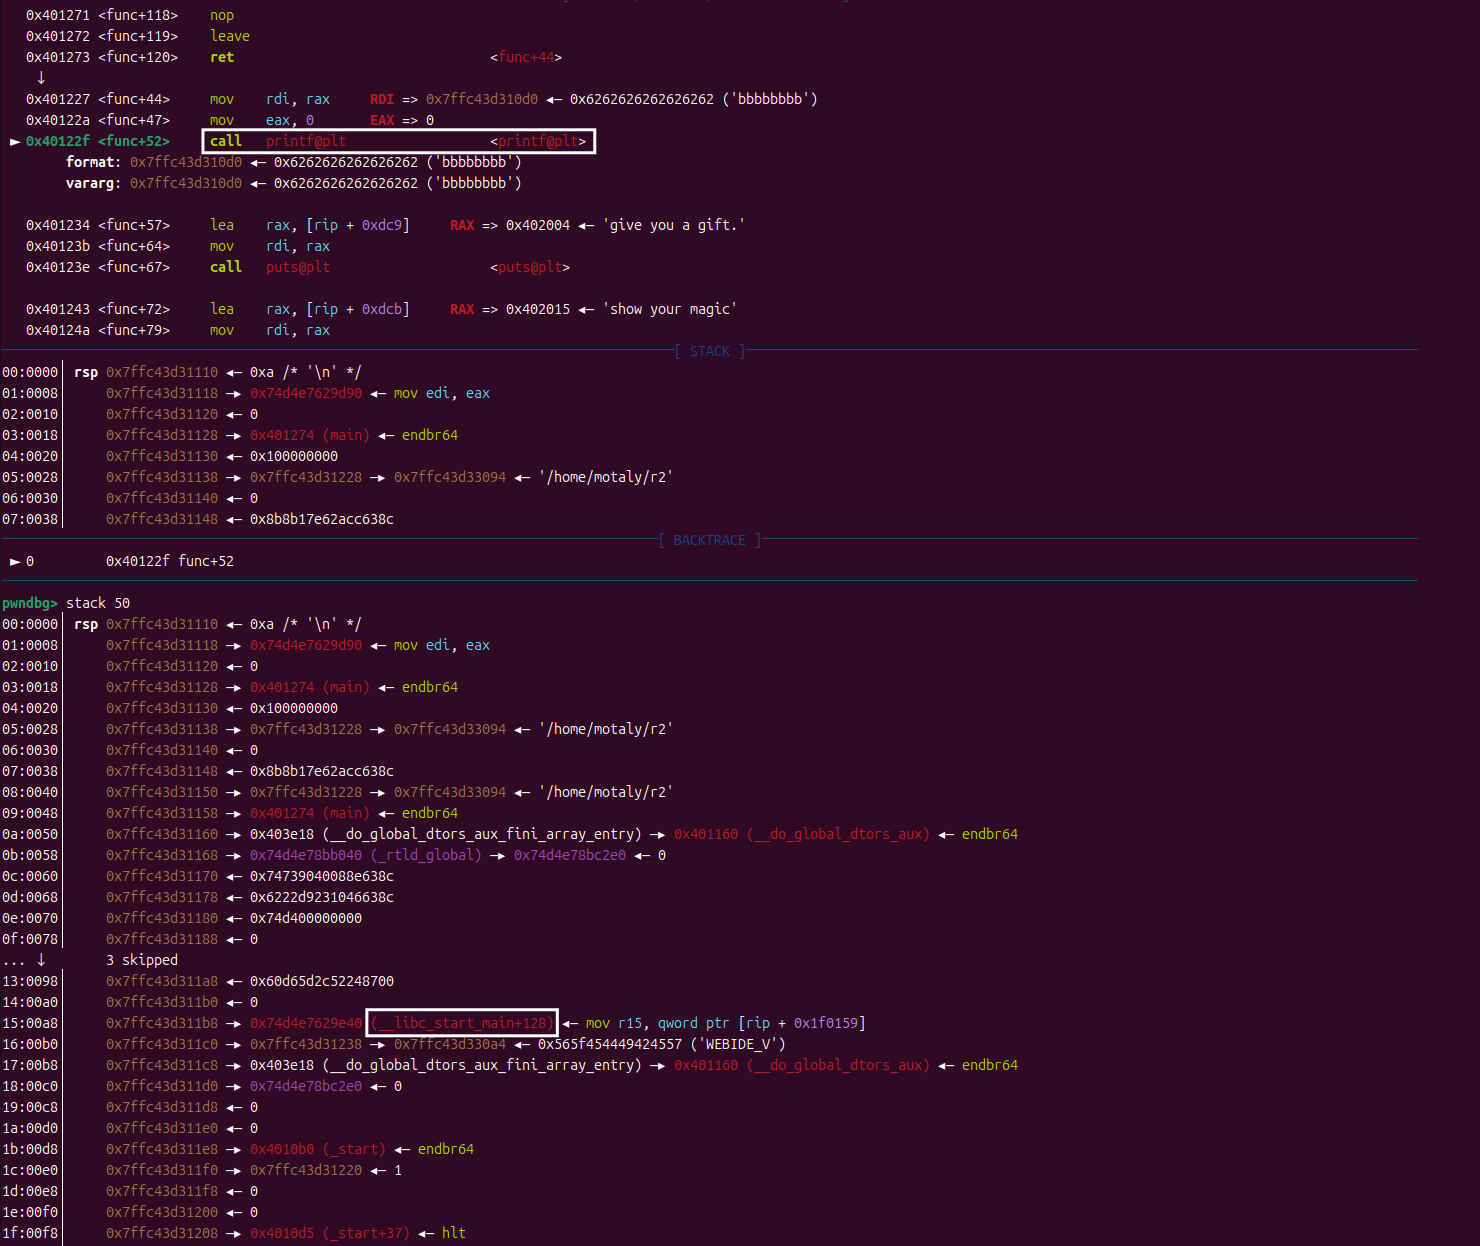 0x401271 <func+118>    nop
0x401272 <func+119>    leave
0x401273 <func+120>    ret                                <func+44>
↓
0x401227 <func+44>     mov    rdi, rax     RDI => 0x7ffc43d310d0 ◂— 0x6262626262626262 ('bbbbbbbb')
0x40122a <func+47>     mov    eax, 0       EAX => 0
► 0x40122f <func+52>     call   printf@plt                  <printf@plt>
format: 0x7ffc43d310d0 ◂— 0x6262626262626262 ('bbbbbbbb')
vararg: 0x7ffc43d310d0 ◂— 0x6262626262626262 ('bbbbbbbb')
0x401234 <func+57>     lea    rax, [rip + 0xdc9]     RAX => 0x402004 ◂— 'give you a gift.'
0x40123b <func+64>     mov    rdi, rax
0x40123e <func+67>     call   puts@plt                    <puts@plt>
0x401243 <func+72>     lea    rax, [rip + 0xdcb]     RAX => 0x402015 ◂— 'show your magic'
0x40124a <func+79>     mov    rdi, rax
[ STACK ]
00:0000│ rsp 0x7ffc43d31110 ◂— 0xa /* '\n' */
01:0008│     0x7ffc43d31118 —▸ 0x74d4e7629d90 ◂— mov edi, eax
02:0010│     0x7ffc43d31120 ◂— 0
03:0018│     0x7ffc43d31128 —▸ 0x401274 (main) ◂— endbr64
04:0020│     0x7ffc43d31130 ◂— 0x100000000
05:0028│     0x7ffc43d31138 —▸ 0x7ffc43d31228 —▸ 0x7ffc43d33094 ◂— '/home/motaly/r2'
06:0030│     0x7ffc43d31140 ◂— 0
07:0038│     0x7ffc43d31148 ◂— 0x8b8b17e62acc638c
[ BACKTRACE ]
► 0         0x40122f func+52
pwndbg> stack 50
00:0000│ rsp 0x7ffc43d31110 ◂— 0xa /* '\n' */
01:0008│     0x7ffc43d31118 —▸ 0x74d4e7629d90 ◂— mov edi, eax
02:0010│     0x7ffc43d31120 ◂— 0
03:0018│     0x7ffc43d31128 —▸ 0x401274 (main) ◂— endbr64
04:0020│     0x7ffc43d31130 ◂— 0x100000000
05:0028│     0x7ffc43d31138 —▸ 0x7ffc43d31228 —▸ 0x7ffc43d33094 ◂— '/home/motaly/r2'
06:0030│     0x7ffc43d31140 ◂— 0
07:0038│     0x7ffc43d31148 ◂— 0x8b8b17e62acc638c
08:0040│     0x7ffc43d31150 —▸ 0x7ffc43d31228 —▸ 0x7ffc43d33094 ◂— '/home/motaly/r2'
09:0048│     0x7ffc43d31158 —▸ 0x401274 (main) ◂— endbr64
0a:0050│     0x7ffc43d31160 —▸ 0x403e18 (__do_global_dtors_aux_fini_array_entry) —▸ 0x401160 (__do_global_dtors_aux) ◂— endbr64
0b:0058│     0x7ffc43d31168 —▸ 0x74d4e78bb040 (_rtld_global) —▸ 0x74d4e78bc2e0 ◂— 0
0c:0060│     0x7ffc43d31170 ◂— 0x74739040088e638c
0d:0068│     0x7ffc43d31178 ◂— 0x6222d9231046638c
0e:0070│     0x7ffc43d31180 ◂— 0x74d400000000
0f:0078│     0x7ffc43d31188 ◂— 0
... ↓        3 skipped
13:0098│     0x7ffc43d311a8 ◂— 0x60d65d2c52248700
14:00a0│     0x7ffc43d311b0 ◂— 0
15:00a8│     0x7ffc43d311b8 —▸ 0x74d4e7629e40 (__libc_start_main+128) ◂— mov r15, qword ptr [rip + 0x1f0159]
16:00b0│     0x7ffc43d311c0 —▸ 0x7ffc43d31238 —▸ 0x7ffc43d330a4 ◂— 0x565f454449424557 ('WEBIDE_V')
17:00b8│     0x7ffc43d311c8 —▸ 0x403e18 (__do_global_dtors_aux_fini_array_entry) —▸ 0x401160 (__do_global_dtors_aux) ◂— endbr64
18:00c0│     0x7ffc43d311d0 —▸ 0x74d4e78bc2e0 ◂— 0
19:00c8│     0x7ffc43d311d8 ◂— 0
1a:00d0│     0x7ffc43d311e0 ◂— 0
1b:00d8│     0x7ffc43d311e8 —▸ 0x4010b0 (_start) ◂— endbr64
1c:00e0│     0x7ffc43d311f0 —▸ 0x7ffc43d31220 ◂— 1
1d:00e8│     0x7ffc43d311f8 ◂— 0
1e:00f0│     0x7ffc43d31200 ◂— 0
1f:00f8│     0x7ffc43d31208 —▸ 0x4010d5 (_start+37) ◂— hlt